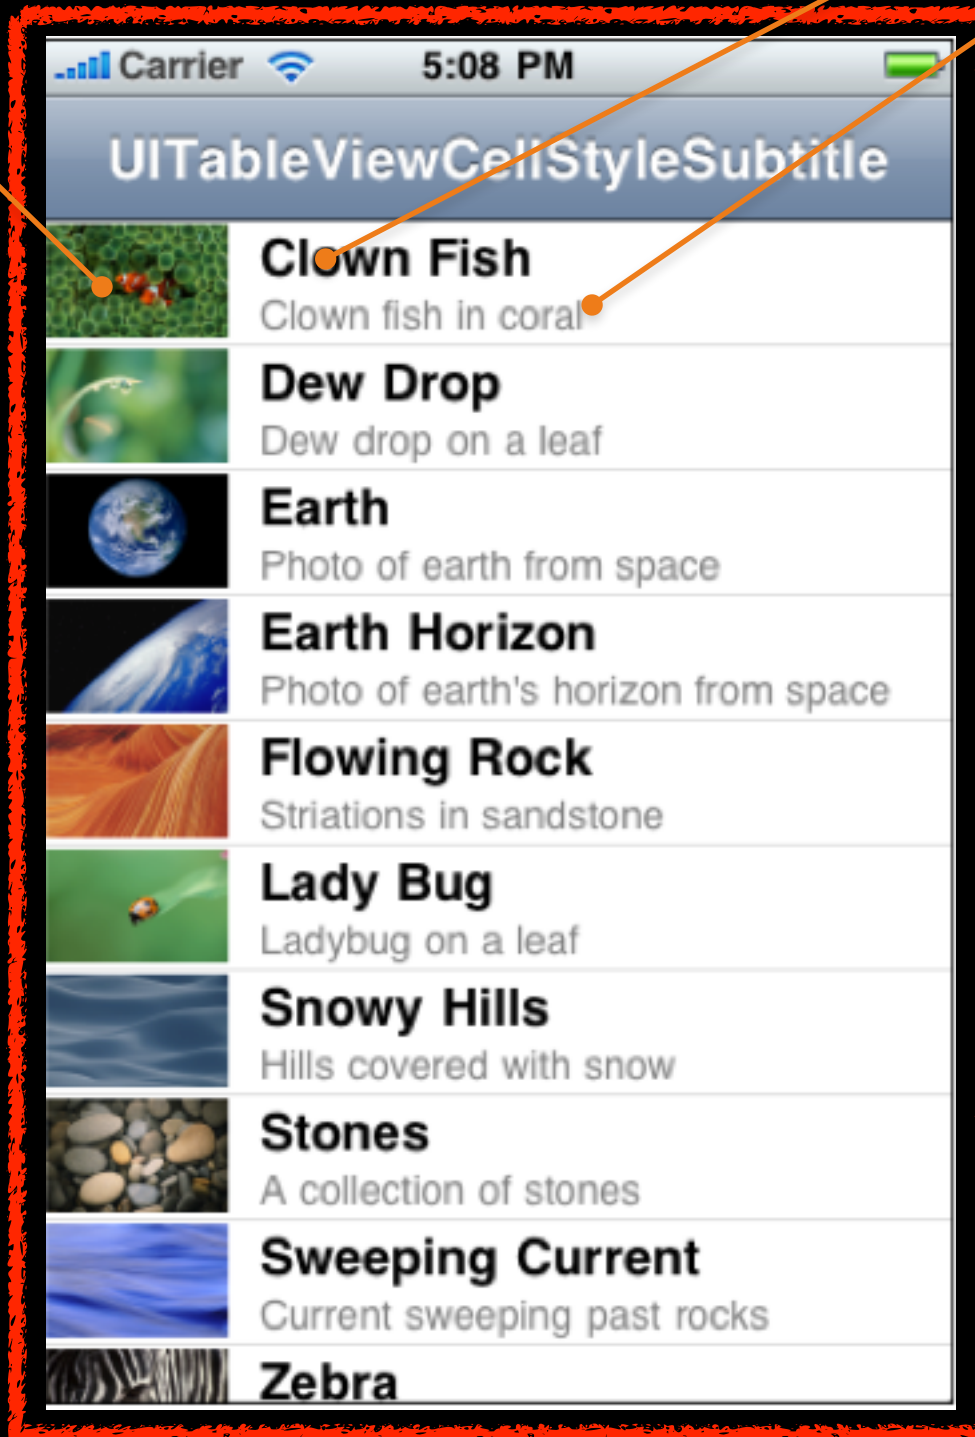 Carrier 5:08 PM
UITableViewCellStyleSubtitle
Clown Fish
Clown fish in coral
Dew Drop
Dew drop on a leaf
Earth
Photo of earth from space
Earth Horizon
Photo of earth's horizon from space
Flowing Rock
Striations in sandstone
Lady Bug
Ladybug on a leaf
Snowy Hills
Hills covered with snow
Stones
A collection of stones
Sweeping Current
Current sweeping past rocks
Zebra